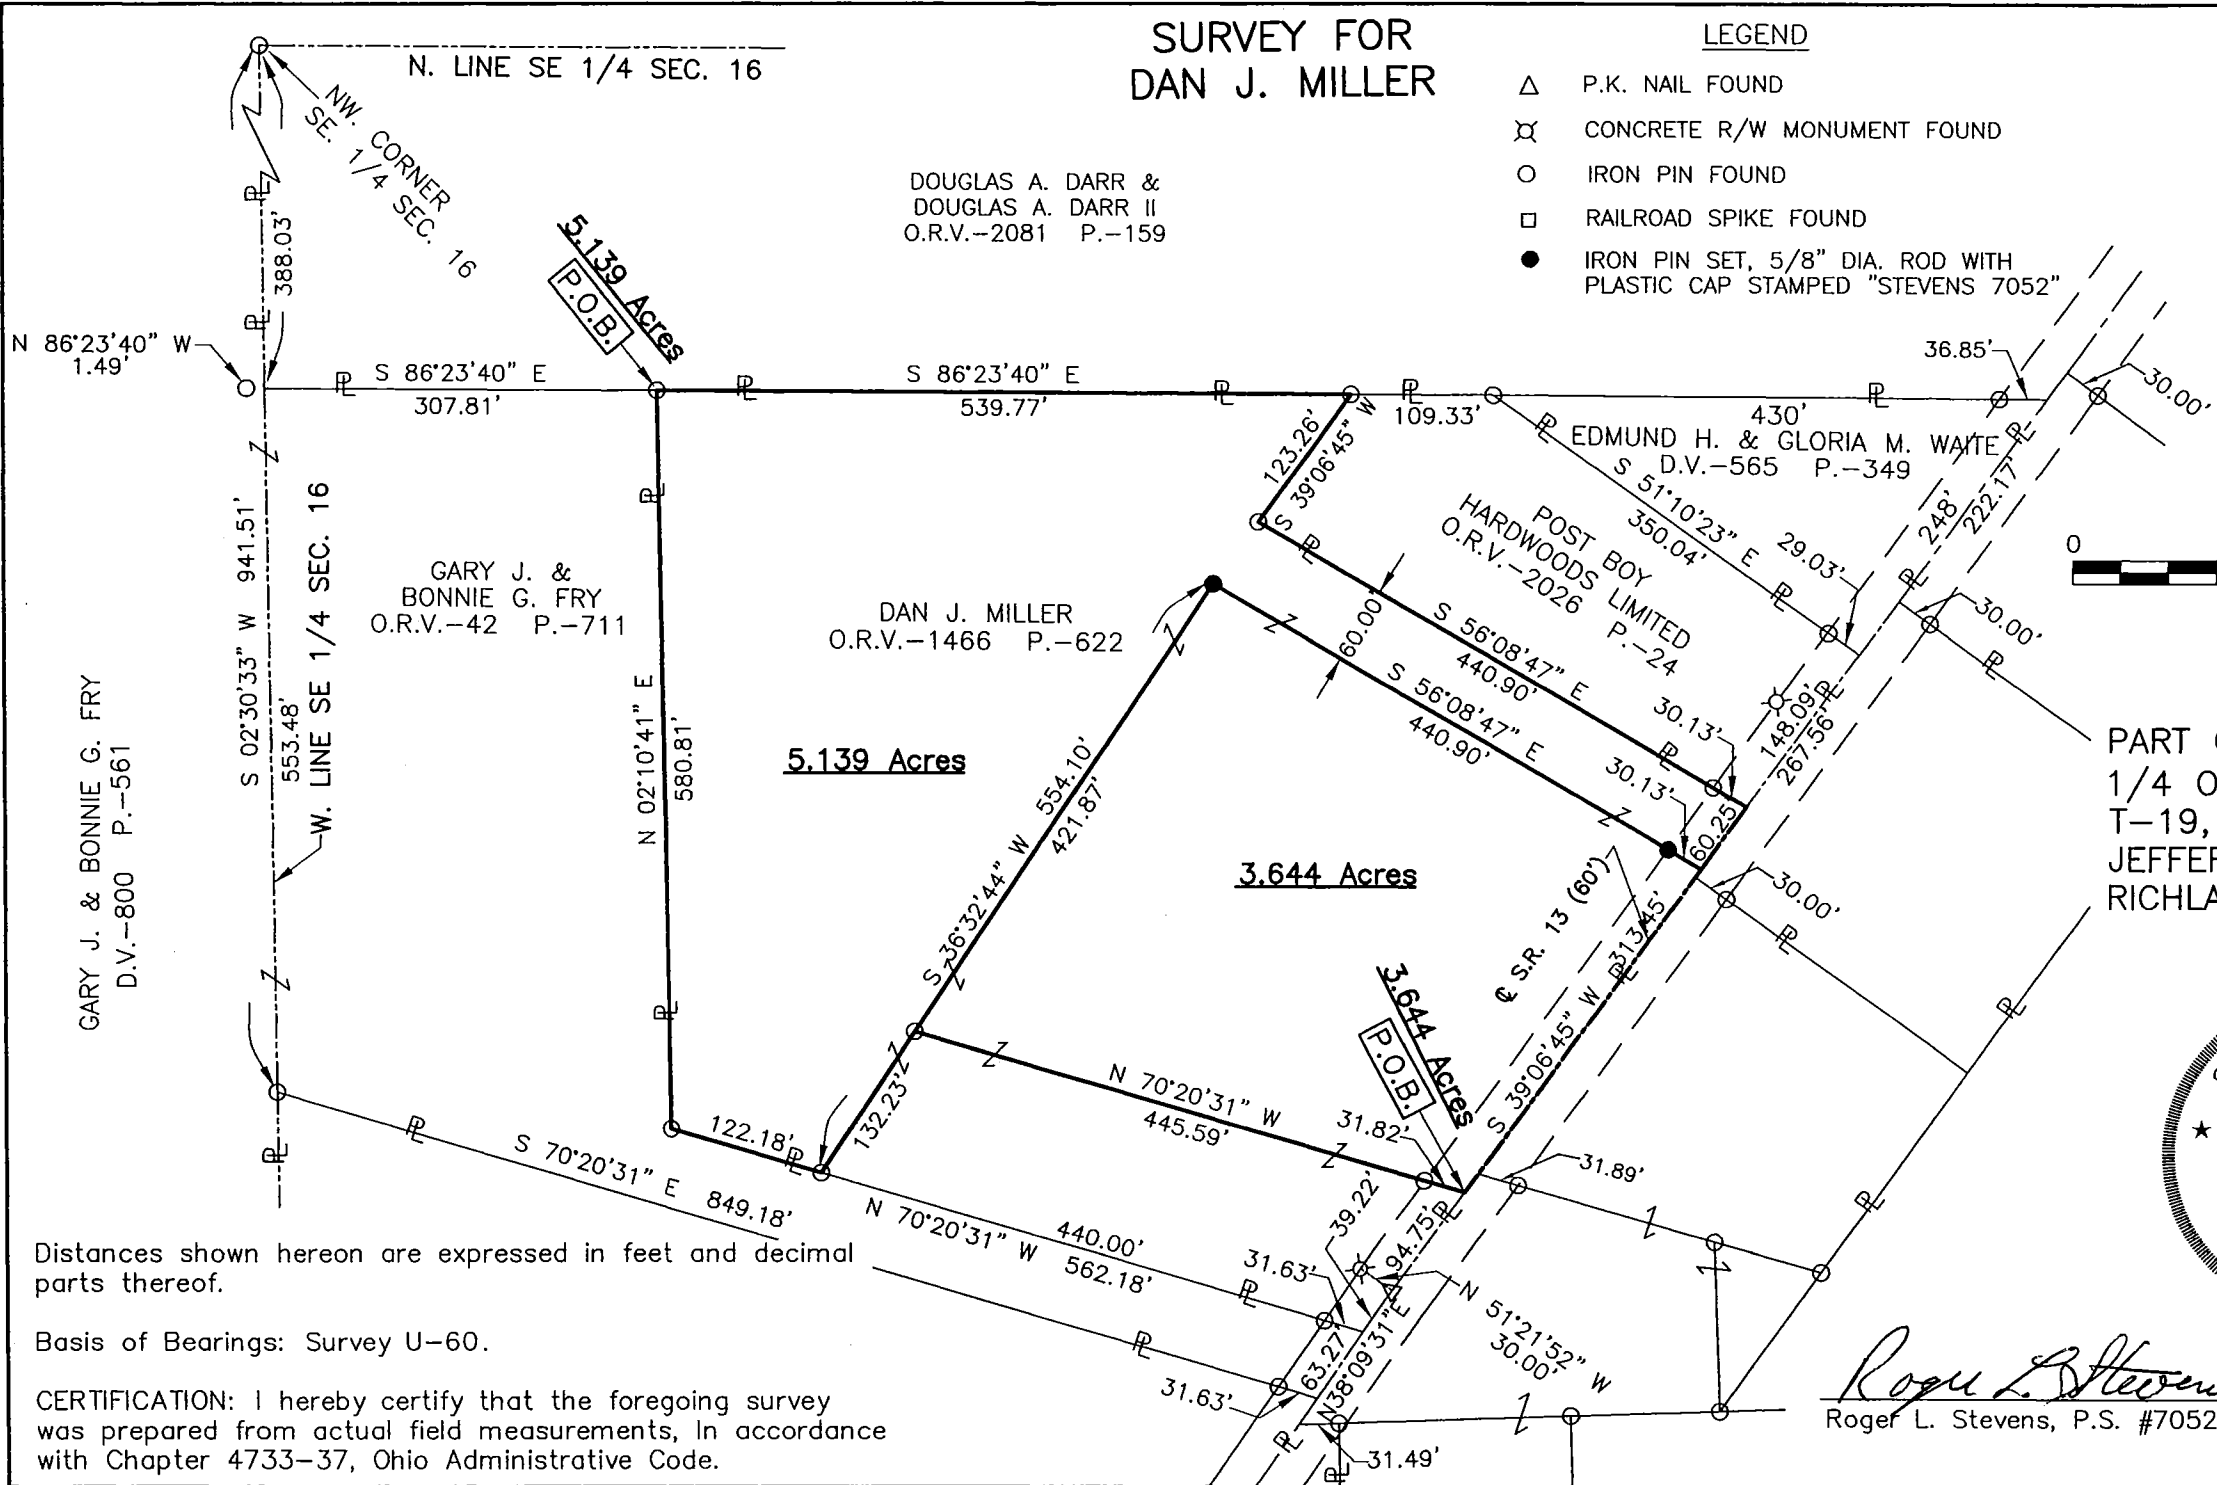 SURVEY FOR
DAN J. MILLER
LEGEND
P.K. NAIL FOUND
CONCRETE R/W MONUMENT FOUND
IRON PIN FOUND
RAILROAD SPIKE FOUND
IRON PIN SET, 5/8" DIA. ROD WITH
PLASTIC CAP STAMPED "STEVENS 7052"
N. LINE SE 1/4 SEC. 16
NW. CORNER
SE. 1/4 SEC. 16
388.03'
N 86°23'40" W
1.49'
DOUGLAS A. DARR &
DOUGLAS A. DARR II
O.R.V.-2081 P.-159
5.139 Acres
P.O.B.
S 86°23'40" E
307.81'
S 86°23'40" E
539.77'
109.33'
430'
36.85'
30.00'
EDMUND H. & GLORIA M. WAITE
D.V.-565 P.-349
123.26'
S 39°06'45" W
S 51°10'23" E
350.04'
248'
222.17'
29.03'
30.00'
0
POST BOY
HARDWOODS LIMITED
O.R.V.-2026 P.-24
S 02°30'33" W 941.51'
553.48'
W. LINE SE 1/4 SEC. 16
GARY J. &
BONNIE G. FRY
O.R.V.-42 P.-711
DAN J. MILLER
O.R.V.-1466 P.-622
60.00'
S 56°08'47" E
440.90'
S 56°08'47" E
440.90'
30.13'
30.13'
148.09'
267.56'
60.25'
GARY J. & BONNIE G. FRY
D.V.-800 P.-561
N 02°10'41" E
580.81'
5.139 Acres
S 36°32'44" W 554.10'
421.87'
3.644 Acres
℄ S.R. 13 (60')
313.45'
S 39°06'45" W
30.00'
PART
1/4 O
T-19,
JEFFER
RICHLA
3.644 Acres
P.O.B.
N 70°20'31" W
445.59'
31.82'
31.89'
132.23'
122.18'
S 70°20'31" E 849.18'
N 70°20'31" W
440.00'
562.18'
39.22'
194.75'
31.63'
N 51°21'52" W
30.00'
63.27'
N38°09'31"E
31.63'
31.49'
Distances shown hereon are expressed in feet and decimal
parts thereof.
Basis of Bearings: Survey U-60.
CERTIFICATION: I hereby certify that the foregoing survey
was prepared from actual field measurements, In accordance
with Chapter 4733-37, Ohio Administrative Code.
Roger L. Steven
Roger L. Stevens, P.S. #7052